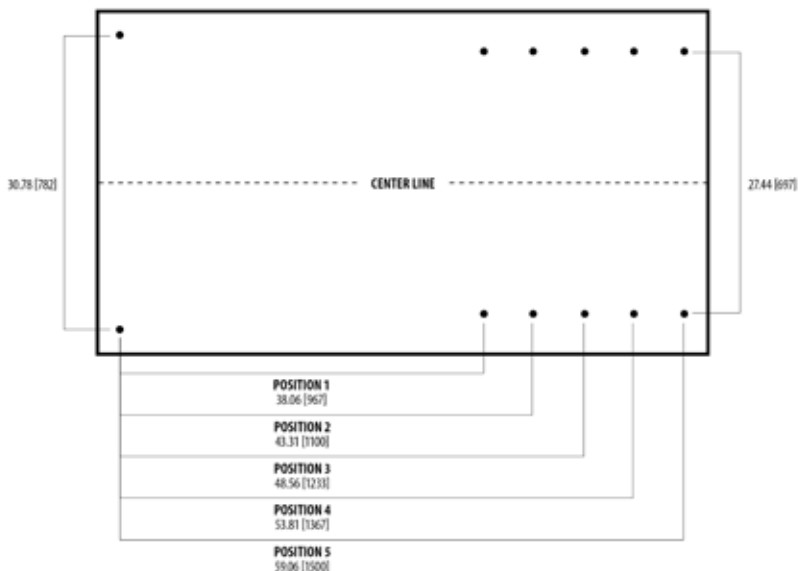 30.78 [782]
CENTER LINE
27.44 [697]
POSITION 1
38.06 [967]
POSITION 2
43.31 [1100]
POSITION 3
48.56 [1233]
POSITION 4
53.81 [1367]
POSITION 5
59.06 [1500]